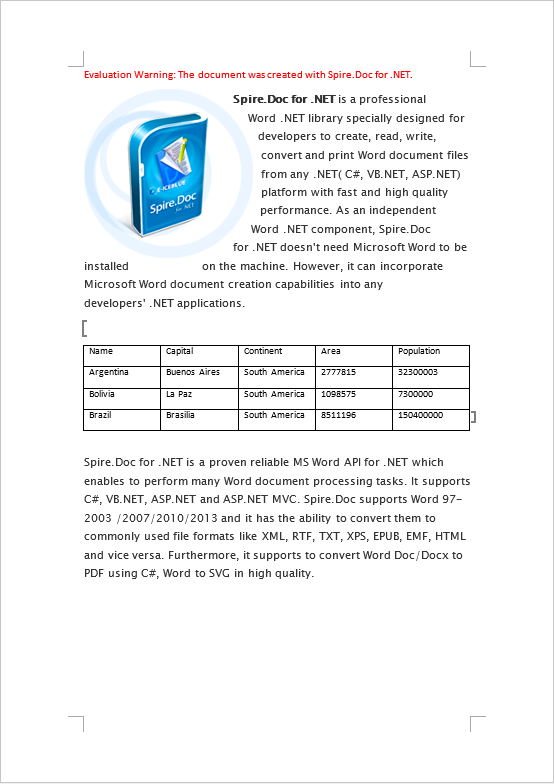 Evaluation Warning: The document was created with Spire.Doc for .NET.
Spire.Doc for .NET is a professional
Word .NET library specially designed for
developers to create, read, write,
convert and print Word document files
from any .NET( C#, VB.NET, ASP.NET)
platform with fast and high quality
performance. As an independent
Word .NET component, Spire.Doc
for .NET doesn't need Microsoft Word to be
installed on the machine. However, it can incorporate
Microsoft Word document creation capabilities into any
developers' .NET applications.
E-ICEBLUE
Spire.Doc
for .NET
Name Capital Continent Area Population
Argentina Buenos Aires South America 2777815 32300003
Bolivia La Paz South America 1098575 7300000
Brazil Brasilia South America 8511196 150400000
Spire.Doc for .NET is a proven reliable MS Word API for .NET which
enables to perform many Word document processing tasks. It supports
C#, VB.NET, ASP.NET and ASP.NET MVC. Spire.Doc supports Word 97-
2003 /2007/2010/2013 and it has the ability to convert them to
commonly used file formats like XML, RTF, TXT, XPS, EPUB, EMF, HTML
and vice versa. Furthermore, it supports to convert Word Doc/Docx to
PDF using C#, Word to SVG in high quality.